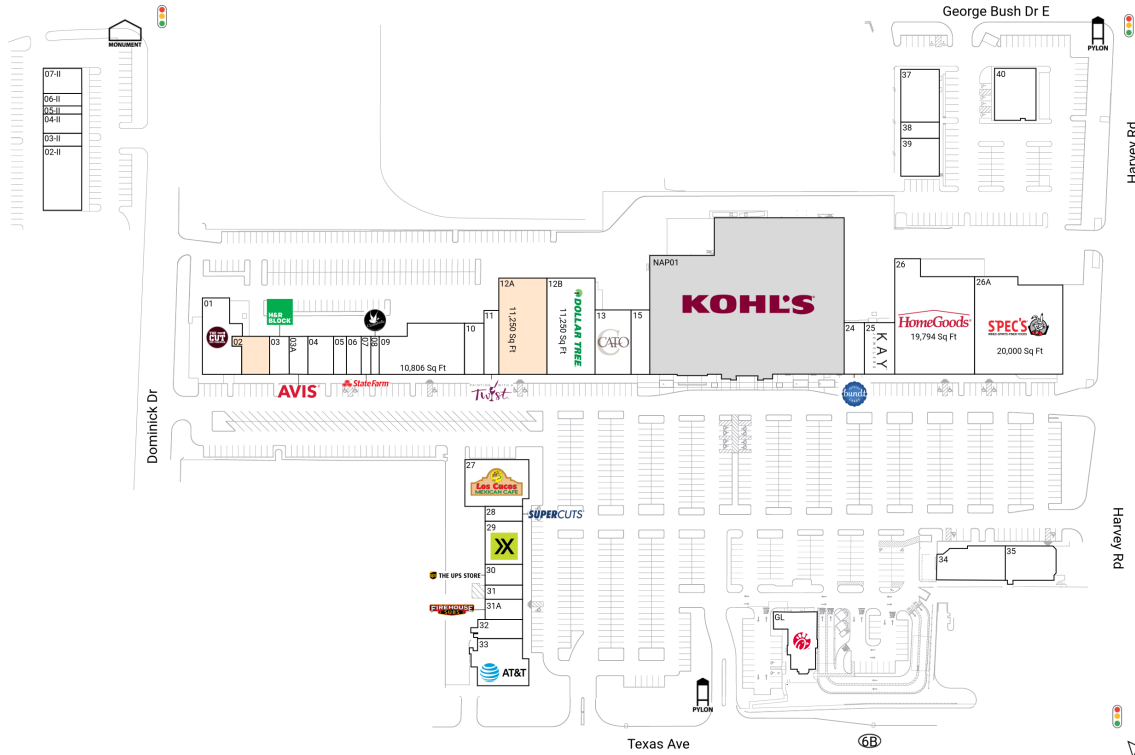 George Bush Dr E
MONUMENT
PYLON
Harvey Rd
07-II
06-II
05-II
04-II
03-II
02-II
37
38
39
40
NAP01
KOHL'S
26
HomeGoods
19,794 Sq Ft
26A
SPEC'S
20,000 Sq Ft
12A
11,250 Sq Ft
12B
DOLLAR TREE
11,250 Sq Ft
13
CATO
15
24
25
KAY
JEWELERS
01
CUT
02
H&R
BLOCK
03
03A
04
05
06
07
08
09
10,806 Sq Ft
10
11
AVIS
State Farm
Twist
Dominick Dr
27
Los Cucos
MEXICAN CAFE
28
SUPERCUTS
29
30
THE UPS STORE
31
31A
FIREHOUSE
SUBS
32
33
AT&T
34
35
Harvey Rd
GL
PYLON
Texas Ave
6B